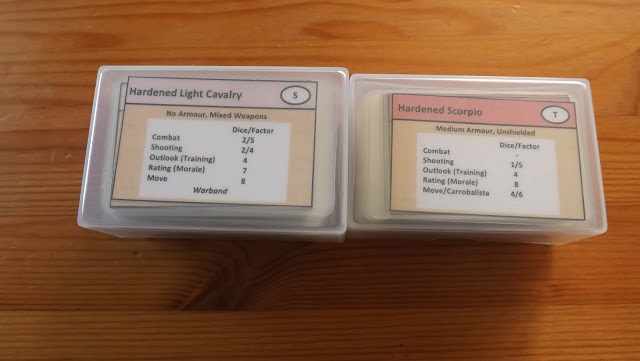 Hardened Light Cavalry S
No Armour, Mixed Weapons
Dice/Factor
Combat 2/5
Shooting 2/4
Outlook (Training) 4
Rating (Morale) 7
Move 8
Warband
Hardened Scorpio T
Medium Armour, Unshielded
Dice/Factor
Combat -
Shooting 1/5
Outlook (Training) 4
Rating (Morale) 8
Move/Carrobalista 4/6